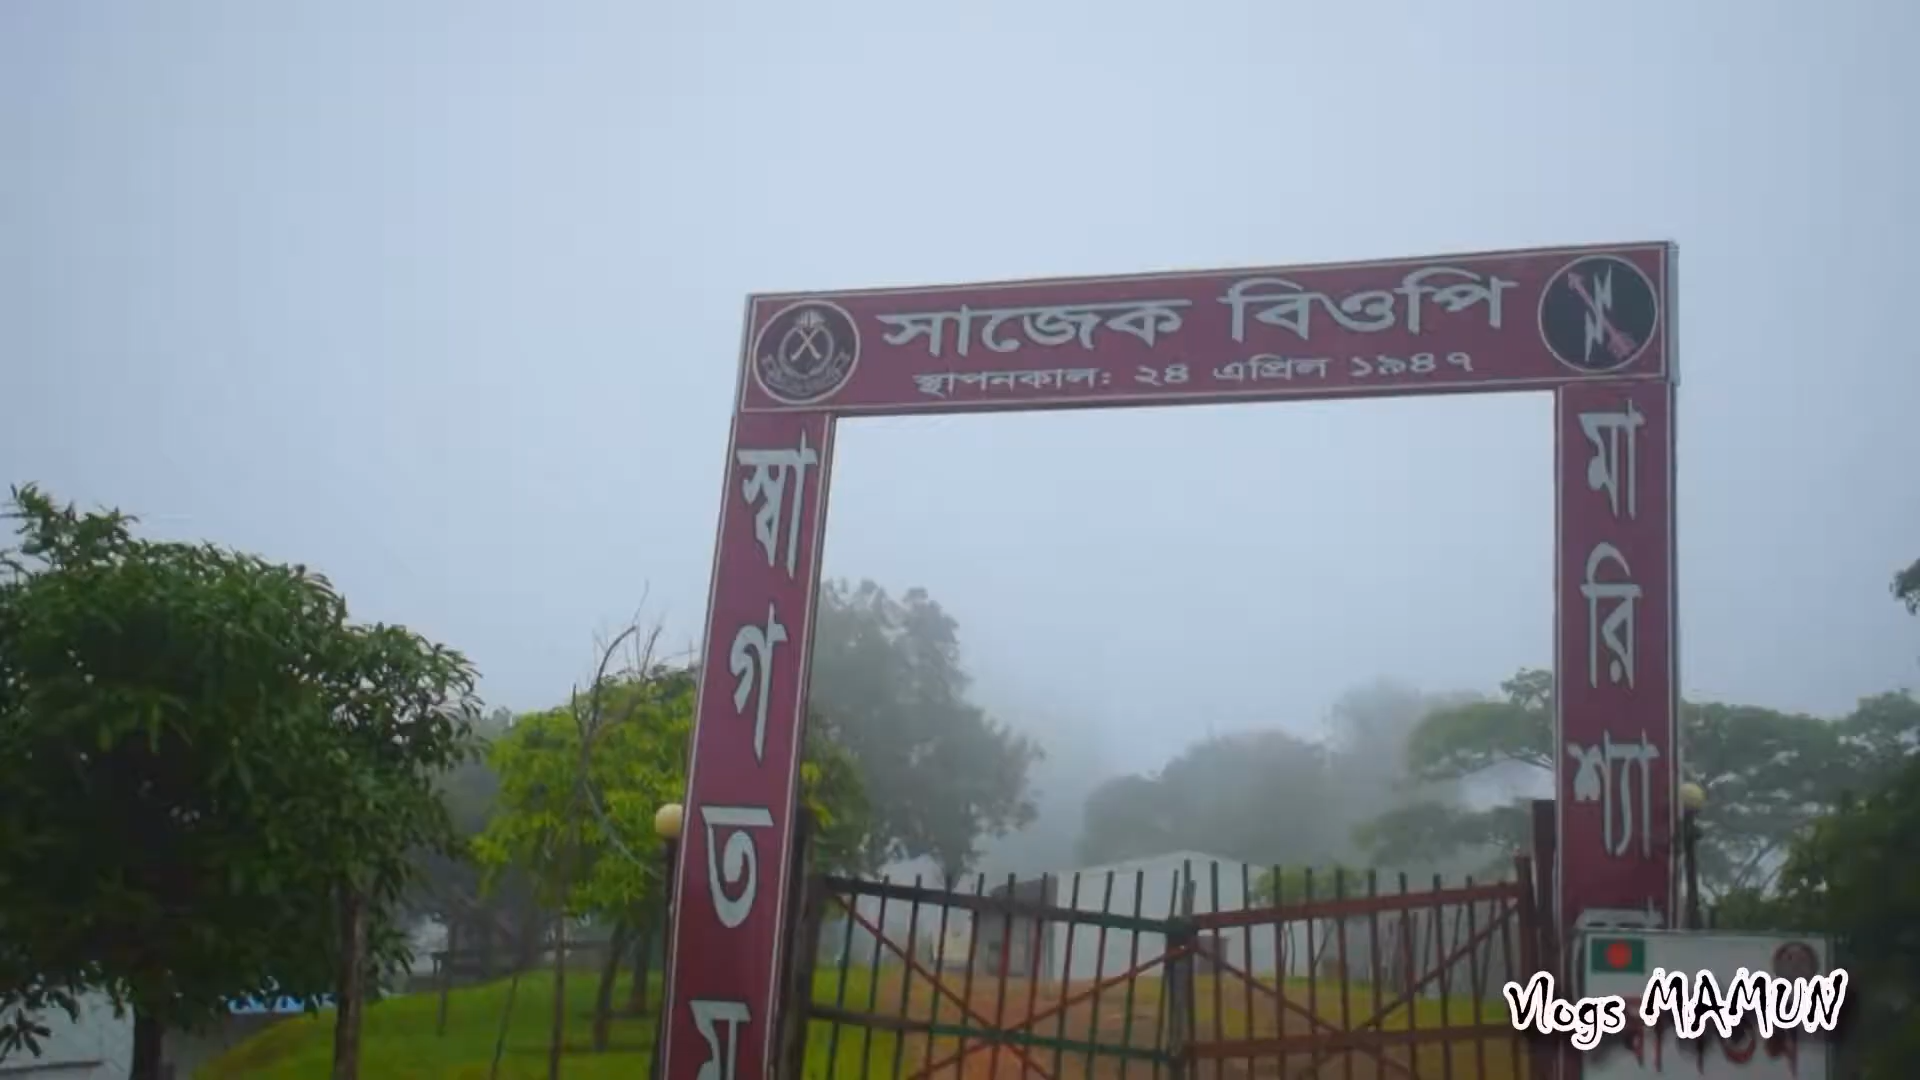 সাজেক বিওপি
স্থাপনকাল: ২৪ এপ্রিল ১৯৪৭
স্বাগতম
মারিশ্যা
Vlogs MAMUN